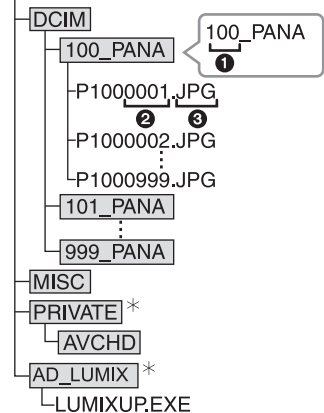 DCIM
100_PANA
100_PANA
❶
P1000001.JPG
❷ ❸
P1000002.JPG
P1000999.JPG
101_PANA
999_PANA
MISC
PRIVATE *
AVCHD
AD_LUMIX *
LUMIXUP.EXE